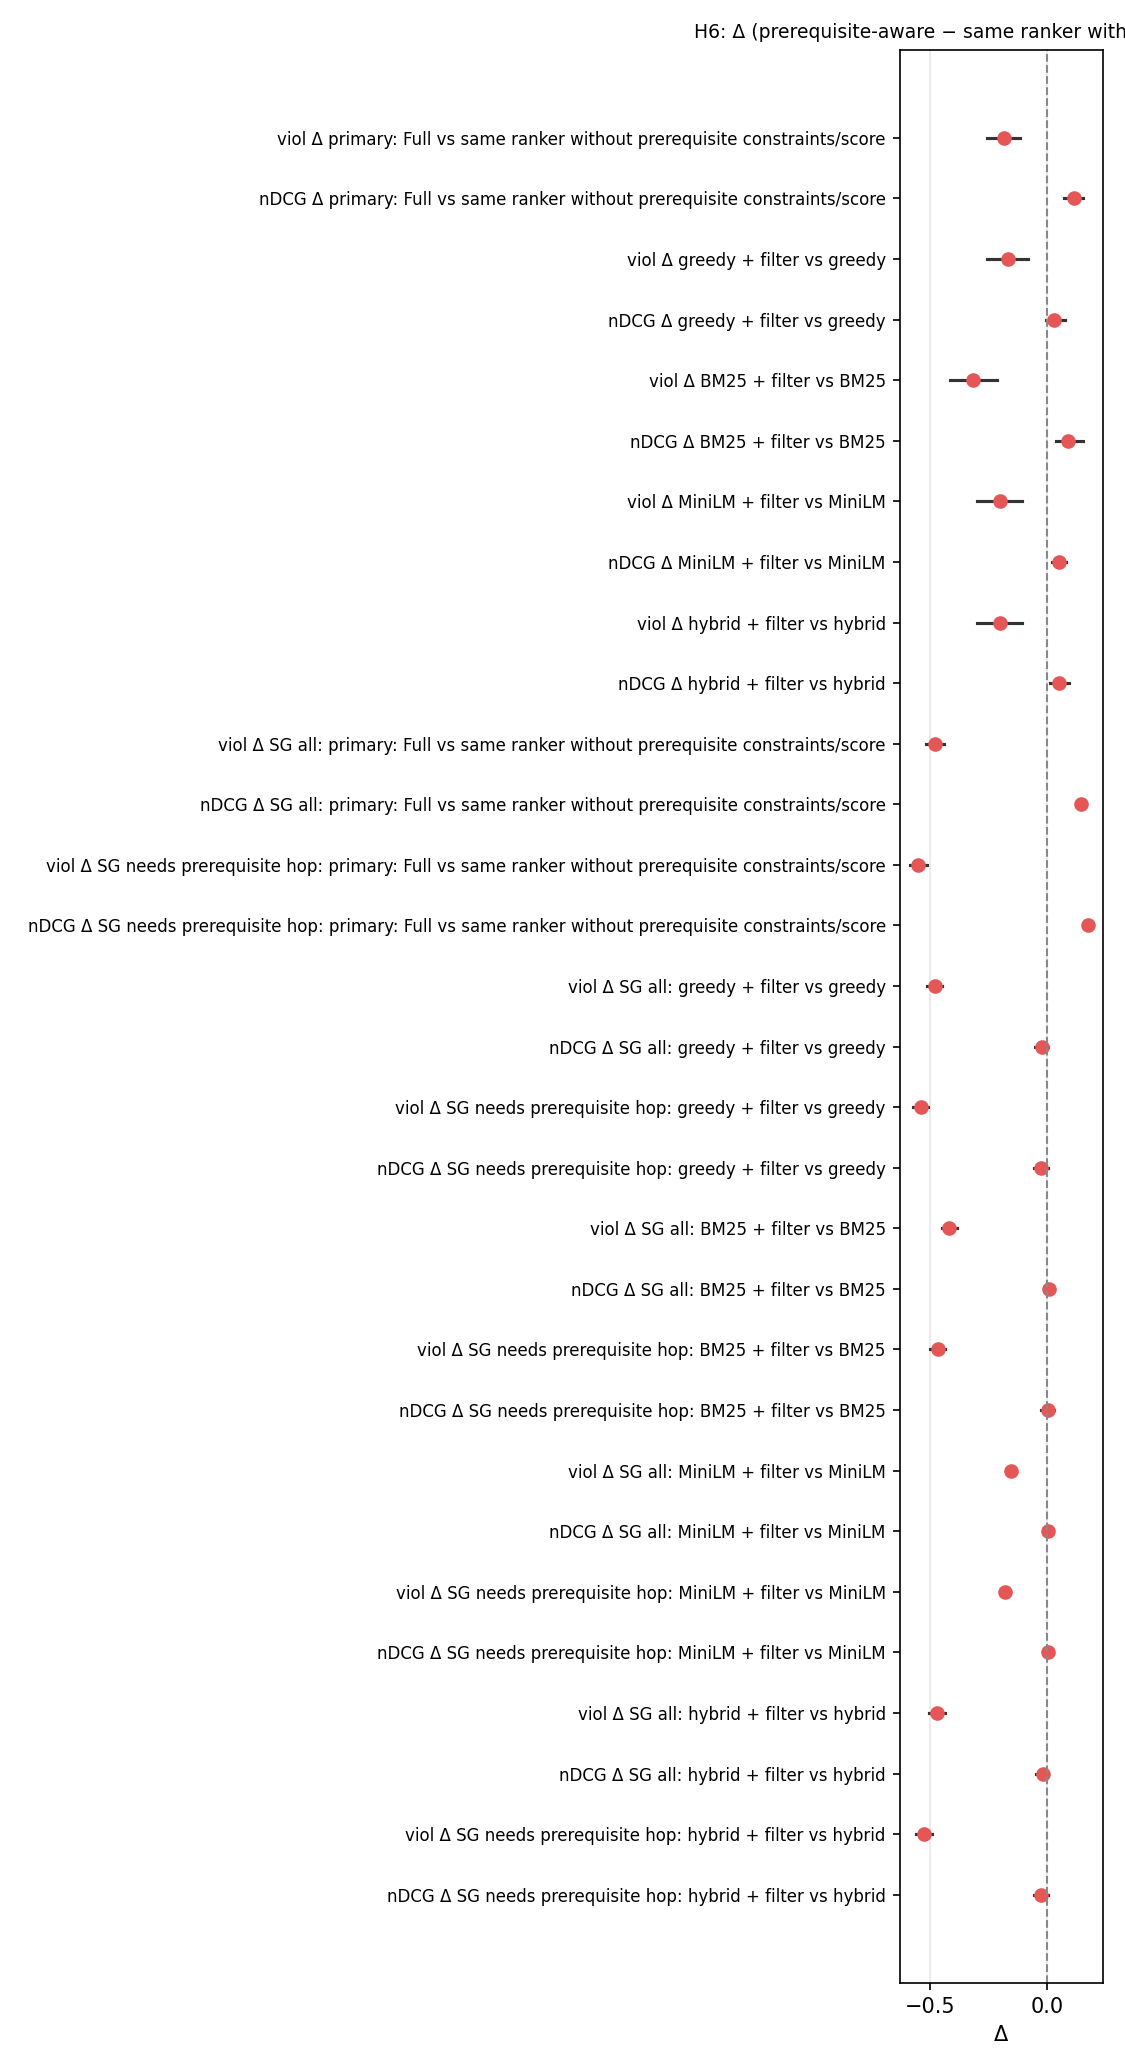 H6: Δ (prerequisite-aware − same ranker with
viol Δ primary: Full vs same ranker without prerequisite constraints/score
nDCG Δ primary: Full vs same ranker without prerequisite constraints/score
viol Δ greedy + filter vs greedy
nDCG Δ greedy + filter vs greedy
viol Δ BM25 + filter vs BM25
nDCG Δ BM25 + filter vs BM25
viol Δ MiniLM + filter vs MiniLM
nDCG Δ MiniLM + filter vs MiniLM
viol Δ hybrid + filter vs hybrid
nDCG Δ hybrid + filter vs hybrid
viol Δ SG all: primary: Full vs same ranker without prerequisite constraints/score
nDCG Δ SG all: primary: Full vs same ranker without prerequisite constraints/score
viol Δ SG needs prerequisite hop: primary: Full vs same ranker without prerequisite constraints/score
nDCG Δ SG needs prerequisite hop: primary: Full vs same ranker without prerequisite constraints/score
viol Δ SG all: greedy + filter vs greedy
nDCG Δ SG all: greedy + filter vs greedy
viol Δ SG needs prerequisite hop: greedy + filter vs greedy
nDCG Δ SG needs prerequisite hop: greedy + filter vs greedy
viol Δ SG all: BM25 + filter vs BM25
nDCG Δ SG all: BM25 + filter vs BM25
viol Δ SG needs prerequisite hop: BM25 + filter vs BM25
nDCG Δ SG needs prerequisite hop: BM25 + filter vs BM25
viol Δ SG all: MiniLM + filter vs MiniLM
nDCG Δ SG all: MiniLM + filter vs MiniLM
viol Δ SG needs prerequisite hop: MiniLM + filter vs MiniLM
nDCG Δ SG needs prerequisite hop: MiniLM + filter vs MiniLM
viol Δ SG all: hybrid + filter vs hybrid
nDCG Δ SG all: hybrid + filter vs hybrid
viol Δ SG needs prerequisite hop: hybrid + filter vs hybrid
nDCG Δ SG needs prerequisite hop: hybrid + filter vs hybrid
−0.5 0.0
Δ